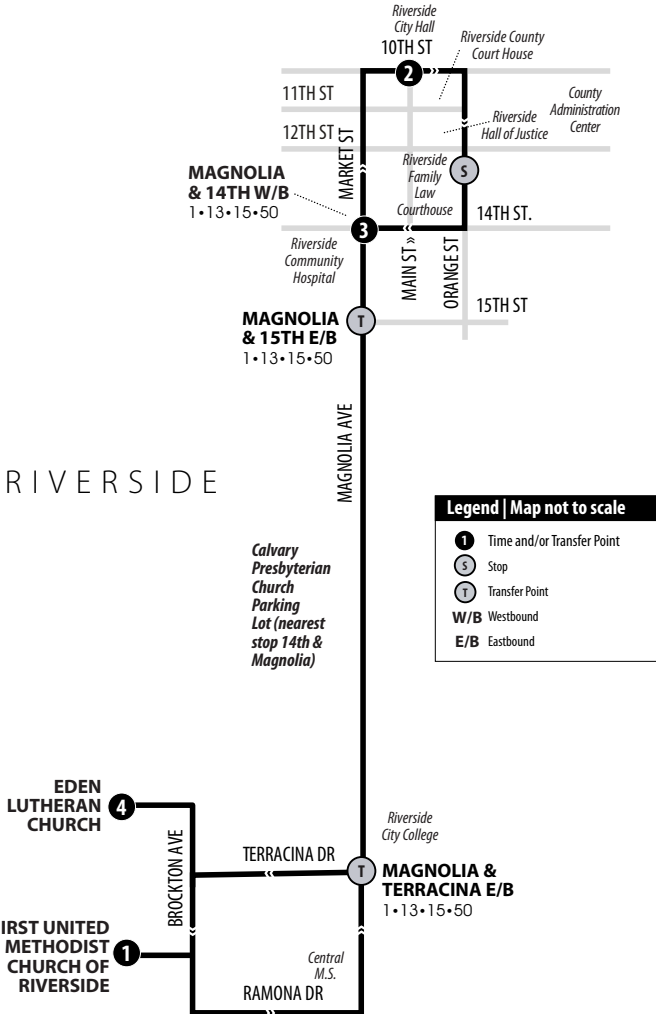 Riverside
City Hall
10TH ST
Riverside County
Court House
2
11TH ST
County
Administration
Center
12TH ST
Riverside
Hall of Justice
MARKET ST
Riverside
Family
Law
Courthouse
S
MAGNOLIA
& 14TH W/B
1•13•15•50
14TH ST.
3
Riverside
Community
Hospital
MAIN ST
ORANGE ST
15TH ST
MAGNOLIA
& 15TH E/B
1•13•15•50
T
MAGNOLIA AVE
RIVERSIDE
Legend | Map not to scale
1 Time and/or Transfer Point
S Stop
T Transfer Point
W/B Westbound
E/B Eastbound
Calvary
Presbyterian
Church
Parking
Lot (nearest
stop 14th &
Magnolia)
EDEN
LUTHERAN
CHURCH
4
BROCKTON AVE
TERRACINA DR
Riverside
City College
T
MAGNOLIA &
TERRACINA E/B
1•13•15•50
IRST UNITED
METHODIST
CHURCH OF
RIVERSIDE
1
Central
M.S.
RAMONA DR